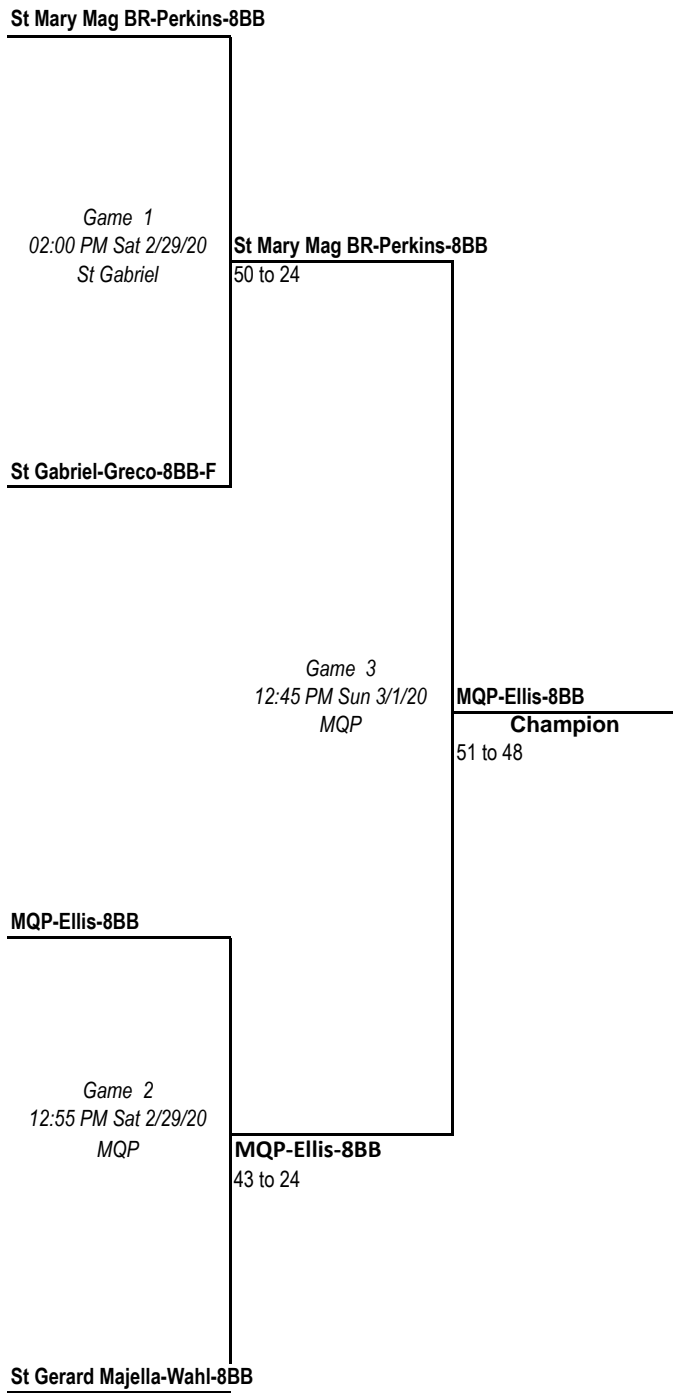 St Mary Mag BR-Perkins-8BB
Game 1
02:00 PM Sat 2/29/20
St Gabriel
St Mary Mag BR-Perkins-8BB
50 to 24
St Gabriel-Greco-8BB-F
Game 3
12:45 PM Sun 3/1/20
MQP
MQP-Ellis-8BB
Champion
51 to 48
MQP-Ellis-8BB
Game 2
12:55 PM Sat 2/29/20
MQP
MQP-Ellis-8BB
43 to 24
St Gerard Majella-Wahl-8BB